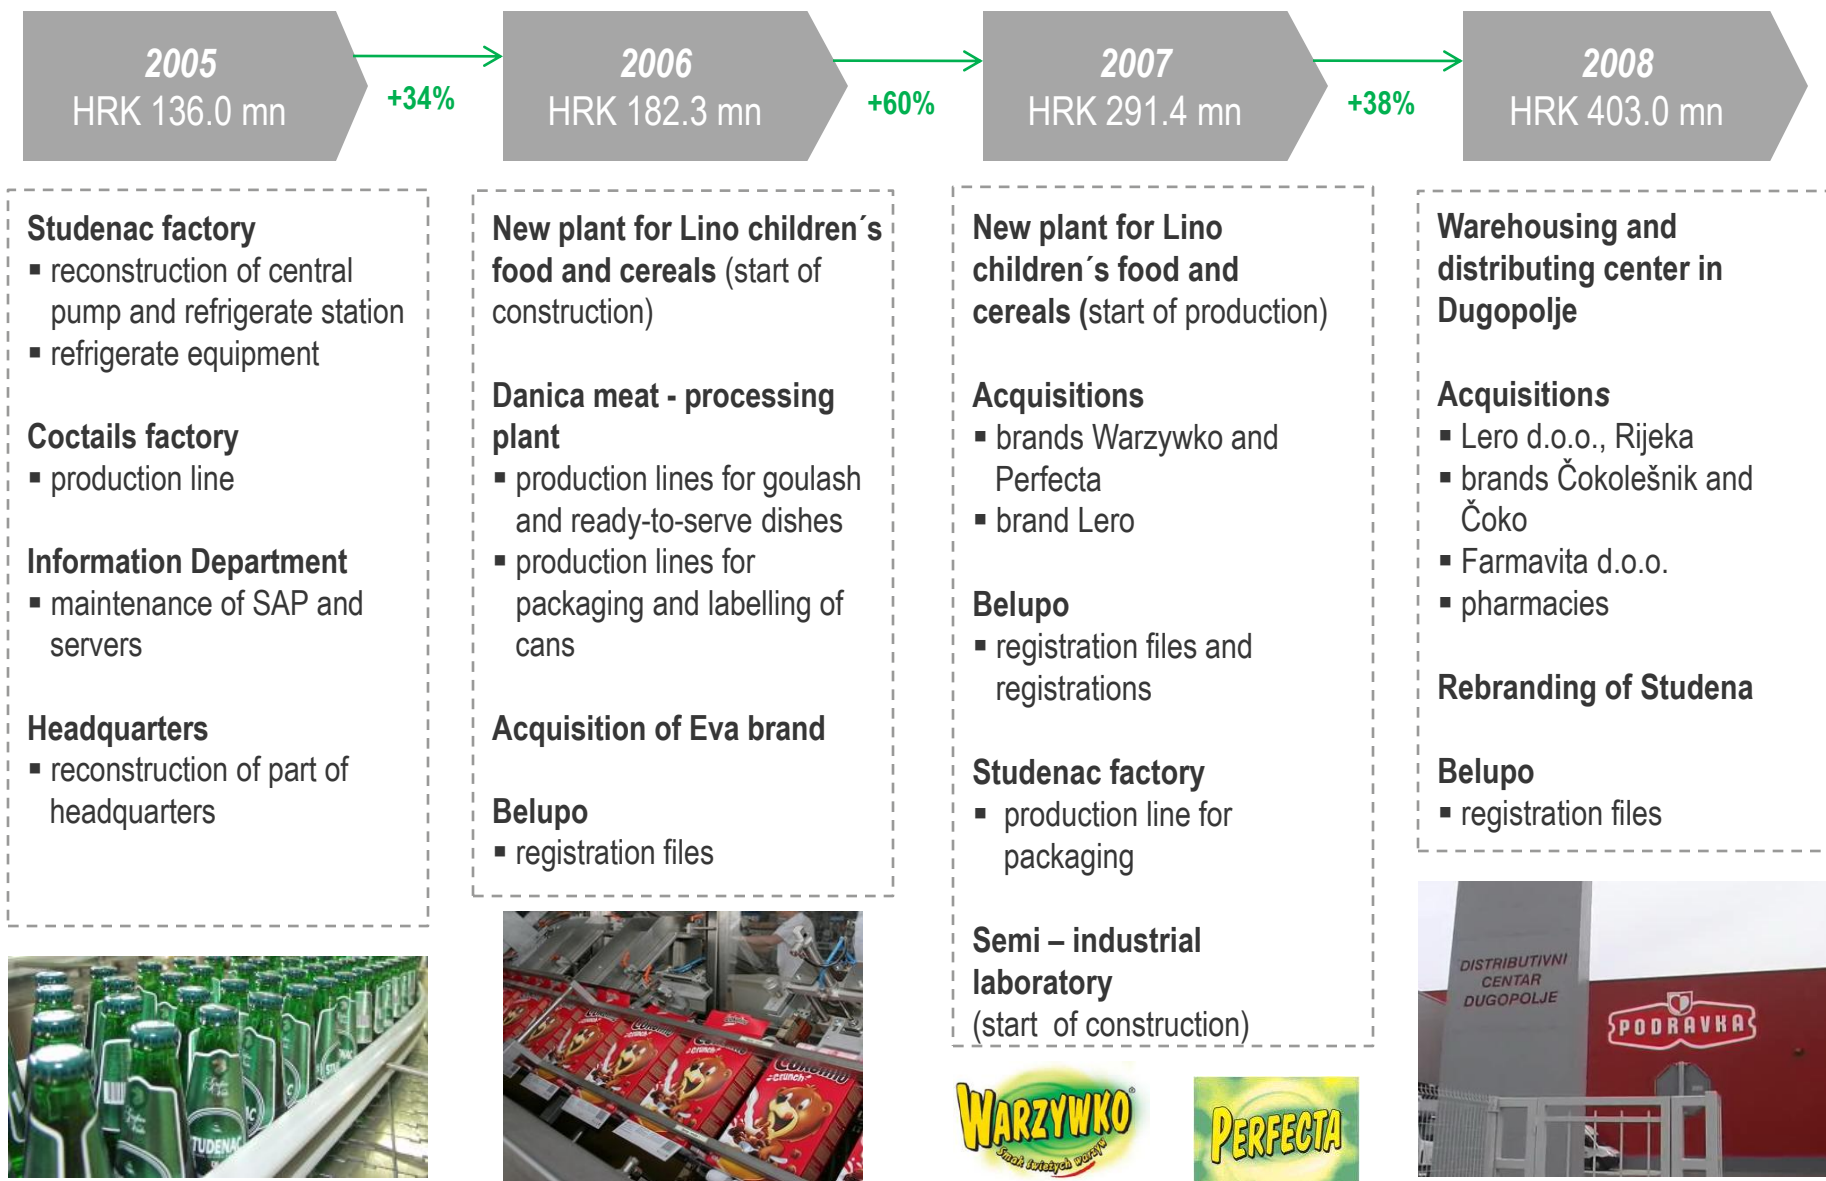 2005
HRK 136.0 mn
+34%
2006
HRK 182.3 mn
+60%
2007
HRK 291.4 mn
+38%
2008
HRK 403.0 mn
Studenac factory
▪ reconstruction of central
pump and refrigerate station
▪ refrigerate equipment
Coctails factory
▪ production line
Information Department
▪ maintenance of SAP and
servers
Headquarters
▪ reconstruction of part of
headquarters
New plant for Lino children´s
food and cereals (start of
construction)
Danica meat - processing
plant
▪ production lines for goulash
and ready-to-serve dishes
▪ production lines for
packaging and labelling of
cans
Acquisition of Eva brand
Belupo
▪ registration files
New plant for Lino
children´s food and
cereals (start of production)
Acquisitions
▪ brands Warzywko and
Perfecta
▪ brand Lero
Belupo
▪ registration files and
registrations
Studenac factory
▪ production line for
packaging
Semi – industrial
laboratory
(start of construction)
Warehousing and
distributing center in
Dugopolje
Acquisitions
▪ Lero d.o.o., Rijeka
▪ brands Čokolešnik and
Čoko
▪ Farmavita d.o.o.
▪ pharmacies
Rebranding of Studena
Belupo
▪ registration files
WARZYWKO®
Smak świeżych warzyw
PERFECTA
DISTRIBUTIVNI
CENTAR
DUGOPOLJE
PODRAVKA